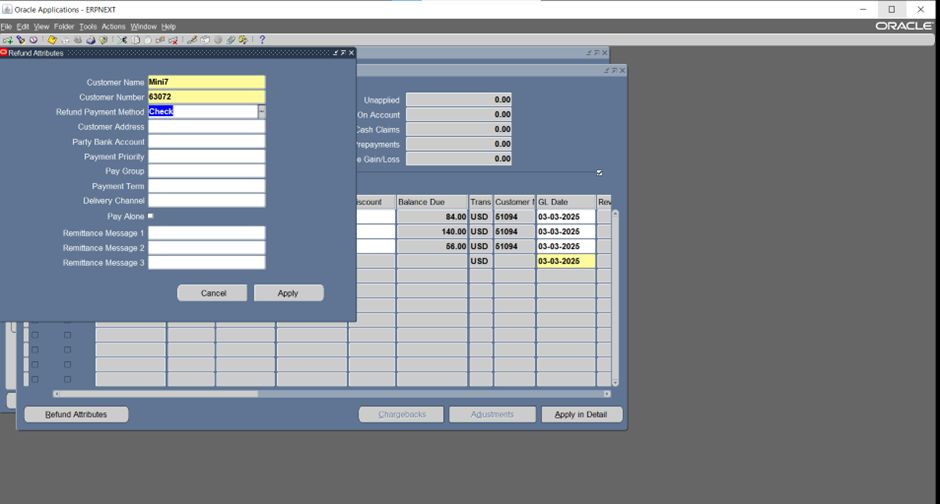 Oracle Applications - ERPNEXT
File Edit View Folder Tools Actions Window Help
ORACLE
Refund Attributes
Customer Name Mini7
Customer Number 63072
Refund Payment Method Check
Customer Address
Party Bank Account
Payment Priority
Pay Group
Payment Term
Delivery Channel
Pay Alone
Remittance Message 1
Remittance Message 2
Remittance Message 3
Cancel Apply
Unapplied 0.00
On Account 0.00
Cash Claims 0.00
repayments 0.00
e Gain/Loss 0.00
iscount Balance Due Trans Customer N GL Date Rev
84.00 USD 51094 03-03-2025
140.00 USD 51094 03-03-2025
56.00 USD 51094 03-03-2025
USD 03-03-2025
Refund Attributes Chargebacks Adjustments Apply in Detail